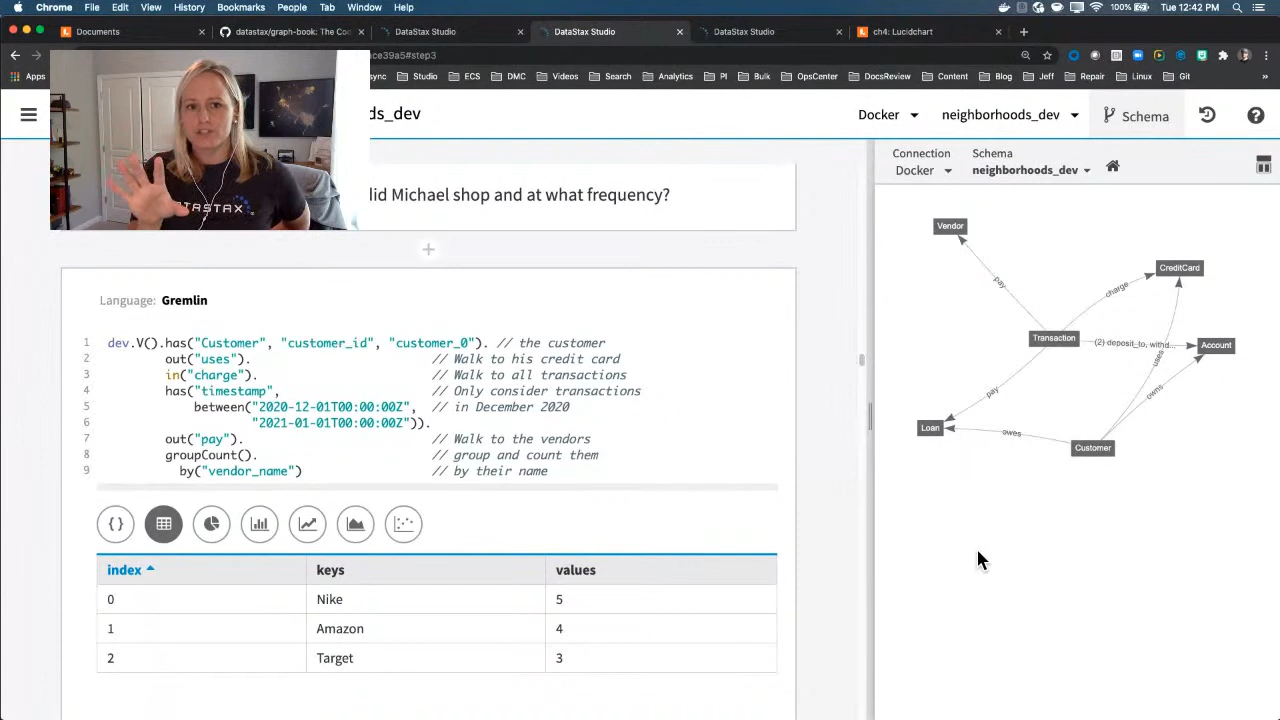 Chrome File Edit View History Bookmarks People Tab Window Help 100% Tue 12:42 PM
Documents
datastax/graph-book: The Co
DataStax Studio
DataStax Studio
DataStax Studio
ch4: Lucidchart
ace39a5#step3
Apps
sync Studio ECS DMC Videos Search Analytics PI Bulk OpsCenter DocsReview Content Blog Jeff Repair Linux Git
ds_dev
Docker
neighborhoods_dev
Schema
did Michael shop and at what frequency?
TASTAX
Language: Gremlin
1 dev.V().has("Customer", "customer_id", "customer_0"). // the customer
2 out("uses"). // Walk to his credit card
3 in("charge"). // Walk to all transactions
4 has("timestamp", // Only consider transactions
5 between("2020-12-01T00:00:00Z", // in December 2020
6 "2021-01-01T00:00:00Z")).
7 out("pay"). // Walk to the vendors
8 groupCount(). // group and count them
9 by("vendor_name") // by their name
{ }
index keys values
0 Nike 5
1 Amazon 4
2 Target 3
Connection Schema
Docker neighborhoods_dev
Vendor
CreditCard
pay
charge
Transaction
(2) deposit_to, withd...
Account
uses
pay
owns
Loan
owes
Customer